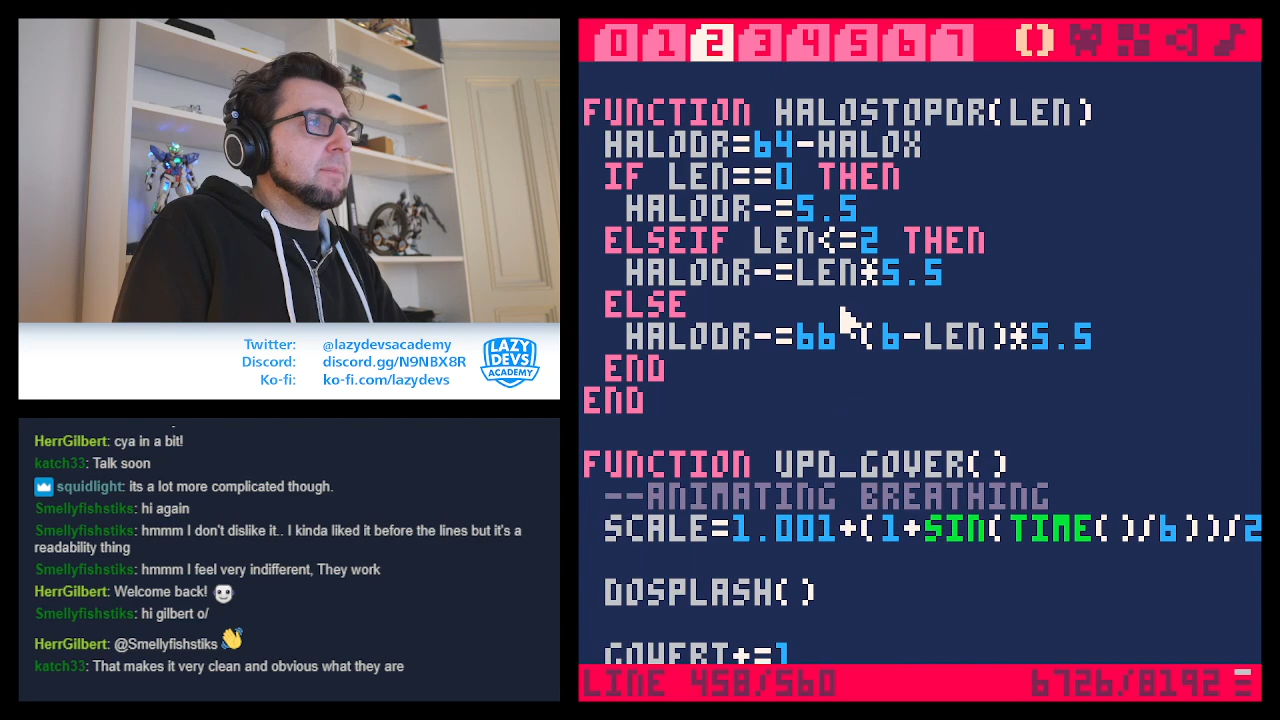 Twitter: @lazydevsacademy
Discord: discord.gg/N9NBX8R
Ko-fi: ko-fi.com/lazydevs
LAZY DEVS ACADEMY
HerrGilbert: cya in a bit!
katch33: Talk soon
squidlight: its a lot more complicated though.
Smellyfishstiks: hi again
Smellyfishstiks: hmmm I don't dislike it.. I kinda liked it before the lines but it's a
readability thing
Smellyfishstiks: hmmm I feel very indifferent, They work
HerrGilbert: Welcome back!
Smellyfishstiks: hi gilbert o/
HerrGilbert: @Smellyfishstiks 👋
katch33: That makes it very clean and obvious what they are
0 1 2 3 4 5 6 7 ()
FUNCTION HALOSTOPDR(LEN)
HALODR=64-HALOX
IF LEN==0 THEN
HALODR-=5.5
ELSEIF LEN<=2 THEN
HALODR-=LEN*5.5
ELSE
HALODR-=66-(6-LEN)*5.5
END
END
FUNCTION UPD_GOVER()
--ANIMATING BREATHING
SCALE=1.001+(1+SIN(TIME()/6))/2
DOSPLASH()
GOVERT+=1
LINE 458/560
6726/8192